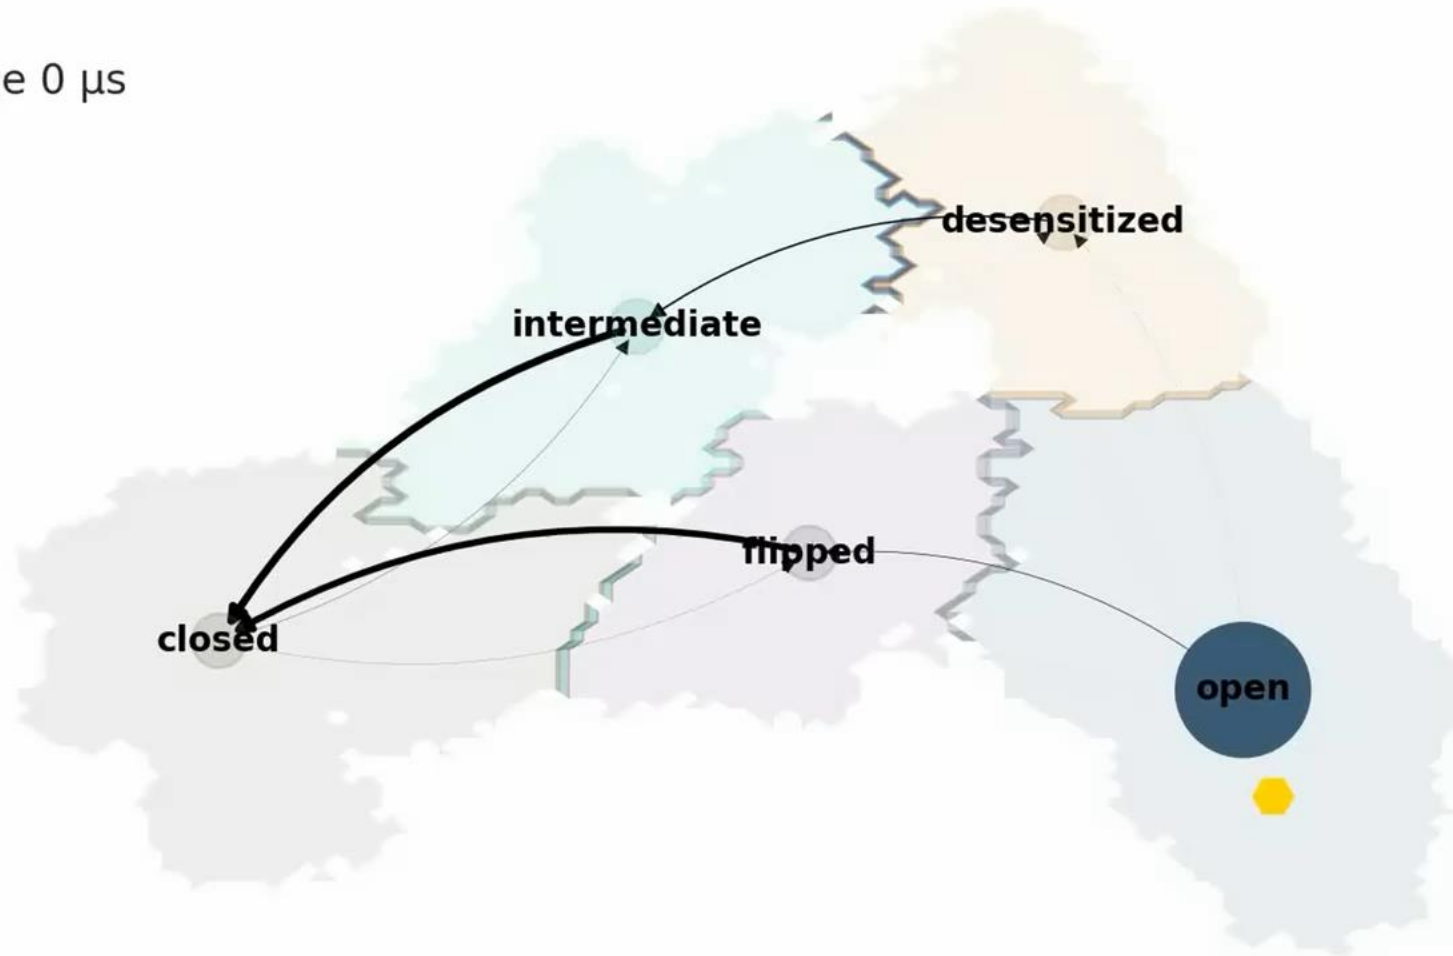 e 0 µs
desensitized
intermediate
flipped
closed
open